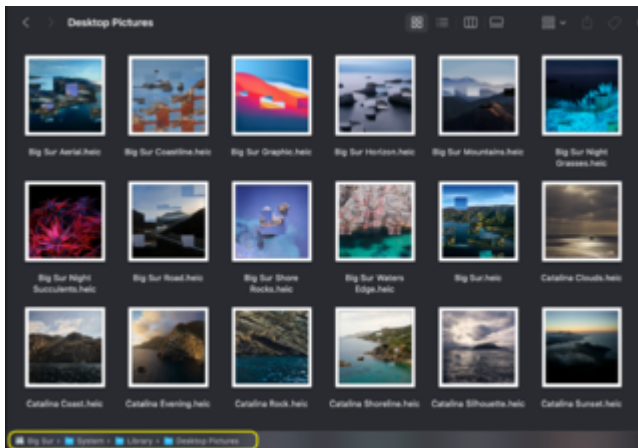 Desktop Pictures
Big Sur Aerial.heic
Big Sur Coastline.heic
Big Sur Graphic.heic
Big Sur Horizon.heic
Big Sur Mountains.heic
Big Sur Night
Grasses.heic
Big Sur Night
Succulents.heic
Big Sur Road.heic
Big Sur Shore
Rocks.heic
Big Sur Waters
Edge.heic
Big Sur.heic
Catalina Clouds.heic
Catalina Coast.heic
Catalina Evening.heic
Catalina Rock.heic
Catalina Shoreline.heic
Catalina Silhouette.heic
Catalina Sunset.heic
Big Sur › System › Library › Desktop Pictures